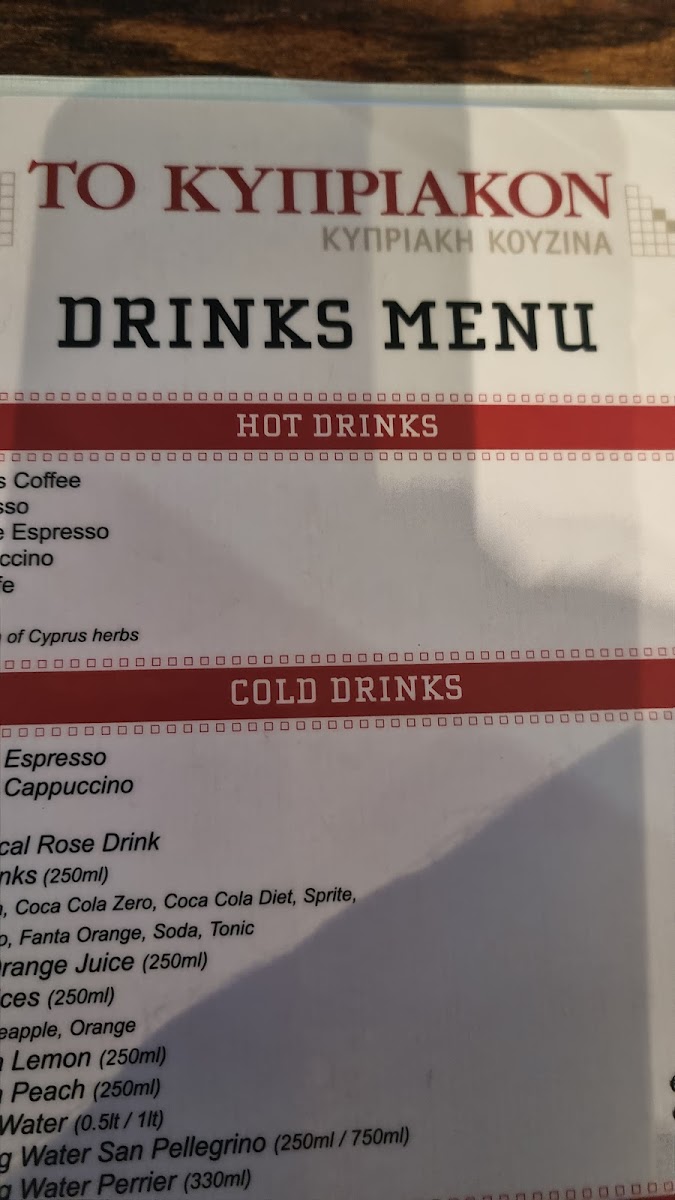 ΤΟ ΚΥΠΡΙΑΚΟΝ
ΚΥΠΡΙΑΚΗ ΚΟΥΖΙΝΑ
DRINKS MENU
HOT DRINKS
s Coffee
sso
e Espresso
ccino
fe
of Cyprus herbs
COLD DRINKS
Espresso
Cappuccino
cal Rose Drink
nks (250ml)
, Coca Cola Zero, Coca Cola Diet, Sprite,
p, Fanta Orange, Soda, Tonic
range Juice (250ml)
ces (250ml)
eapple, Orange
Lemon (250ml)
Peach (250ml)
Water (0.5lt / 1lt)
g Water San Pellegrino (250ml / 750ml)
g Water Perrier (330ml)